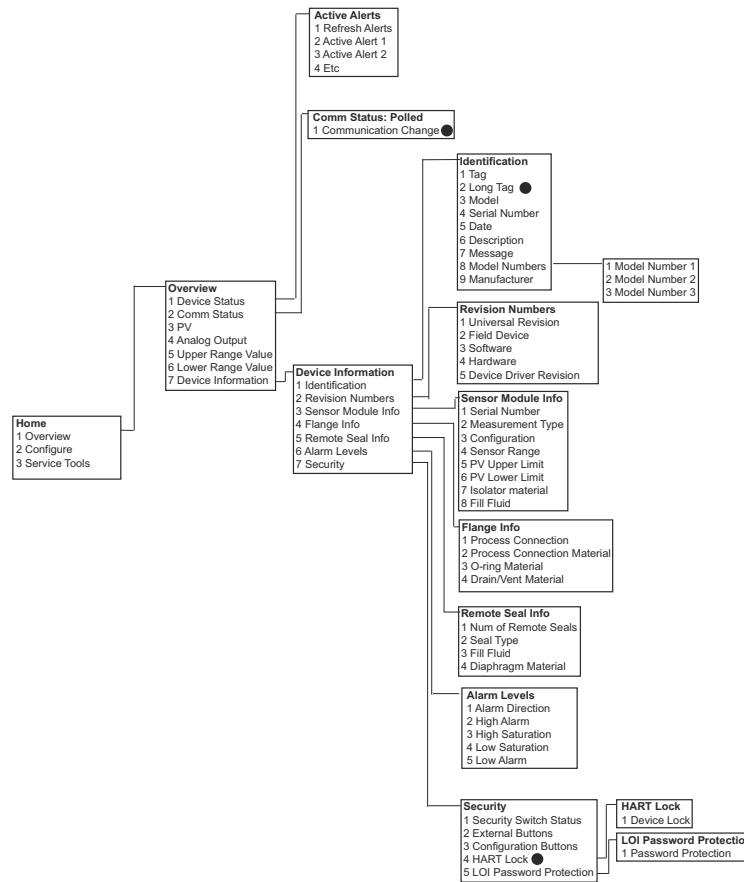 Active Alerts
1 Refresh Alerts
2 Active Alert 1
3 Active Alert 2
4 Etc
Comm Status: Polled
1 Communication Change
Identification
1 Tag
2 Long Tag
3 Model
4 Serial Number
5 Date
6 Description
7 Message
8 Model Numbers
9 Manufacturer
1 Model Number 1
2 Model Number 2
3 Model Number 3
Overview
1 Device Status
2 Comm Status
3 PV
4 Analog Output
5 Upper Range Value
6 Lower Range Value
7 Device Information
Revision Numbers
1 Universal Revision
2 Field Device
3 Software
4 Hardware
5 Device Driver Revision
Device Information
1 Identification
2 Revision Numbers
3 Sensor Module Info
4 Flange Info
5 Remote Seal Info
6 Alarm Levels
7 Security
Sensor Module Info
1 Serial Number
2 Measurement Type
3 Configuration
4 Sensor Range
5 PV Upper Limit
6 PV Lower Limit
7 Isolator material
8 Fill Fluid
Home
1 Overview
2 Configure
3 Service Tools
Flange Info
1 Process Connection
2 Process Connection Material
3 O-ring Material
4 Drain/Vent Material
Remote Seal Info
1 Num of Remote Seals
2 Seal Type
3 Fill Fluid
4 Diaphragm Material
Alarm Levels
1 Alarm Direction
2 High Alarm
3 High Saturation
4 Low Saturation
5 Low Alarm
Security
1 Security Switch Status
2 External Buttons
3 Configuration Buttons
4 HART Lock
5 LOI Password Protection
HART Lock
1 Device Lock
LOI Password Protectio
1 Password Protection